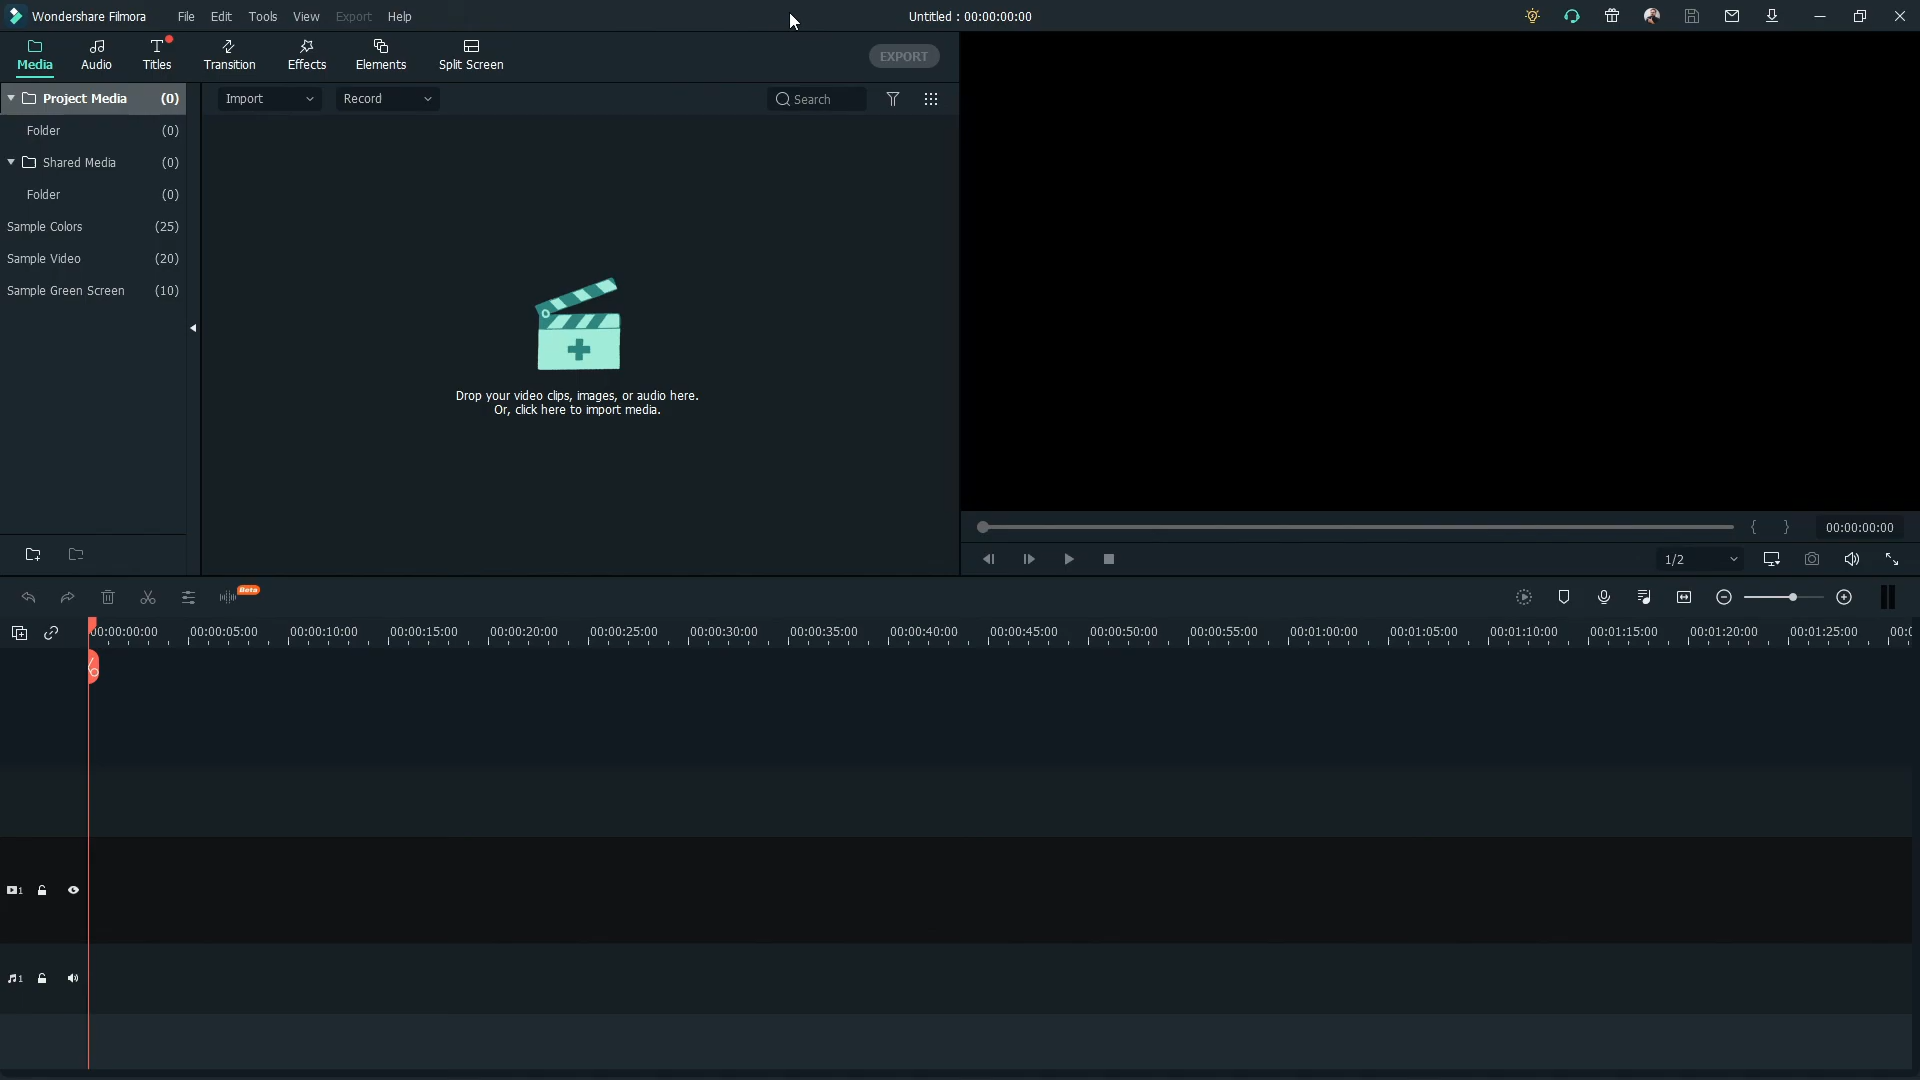 Wondershare Filmora File Edit Tools View Export Help Untitled : 00:00:00:00
Media Audio Titles Transition Effects Elements Split Screen EXPORT
Project Media (0)
Import Record Search
Folder (0)
Shared Media (0)
Folder (0)
Sample Colors (25)
Sample Video (20)
Sample Green Screen (10)
Drop your video clips, images, or audio here.
Or, click here to import media.
{ } 00:00:00:00
1/2
Beta
00:00:00:00 00:00:05:00 00:00:10:00 00:00:15:00 00:00:20:00 00:00:25:00 00:00:30:00 00:00:35:00 00:00:40:00 00:00:45:00 00:00:50:00 00:00:55:00 00:01:00:00 00:01:05:00 00:01:10:00 00:01:15:00 00:01:20:00 00:01:25:00 00:0
1
1